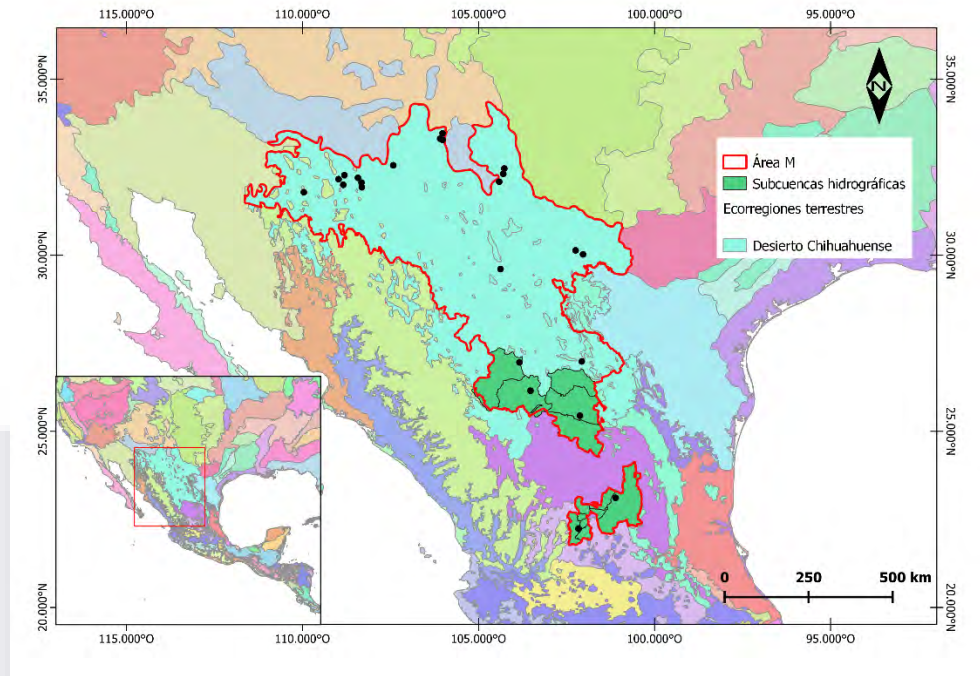 115.000°O 110.000°O 105.000°O 100.000°O 95.000°O
35.000°N 35.000°N
N
Área M
Subcuencas hidrográficas
Ecorregiones terrestres
Desierto Chihuahuense
30.000°N 30.000°N
25.000°N 25.000°N
0 250 500 km
20.000°N 20.000°N
115.000°O 110.000°O 105.000°O 100.000°O 95.000°O